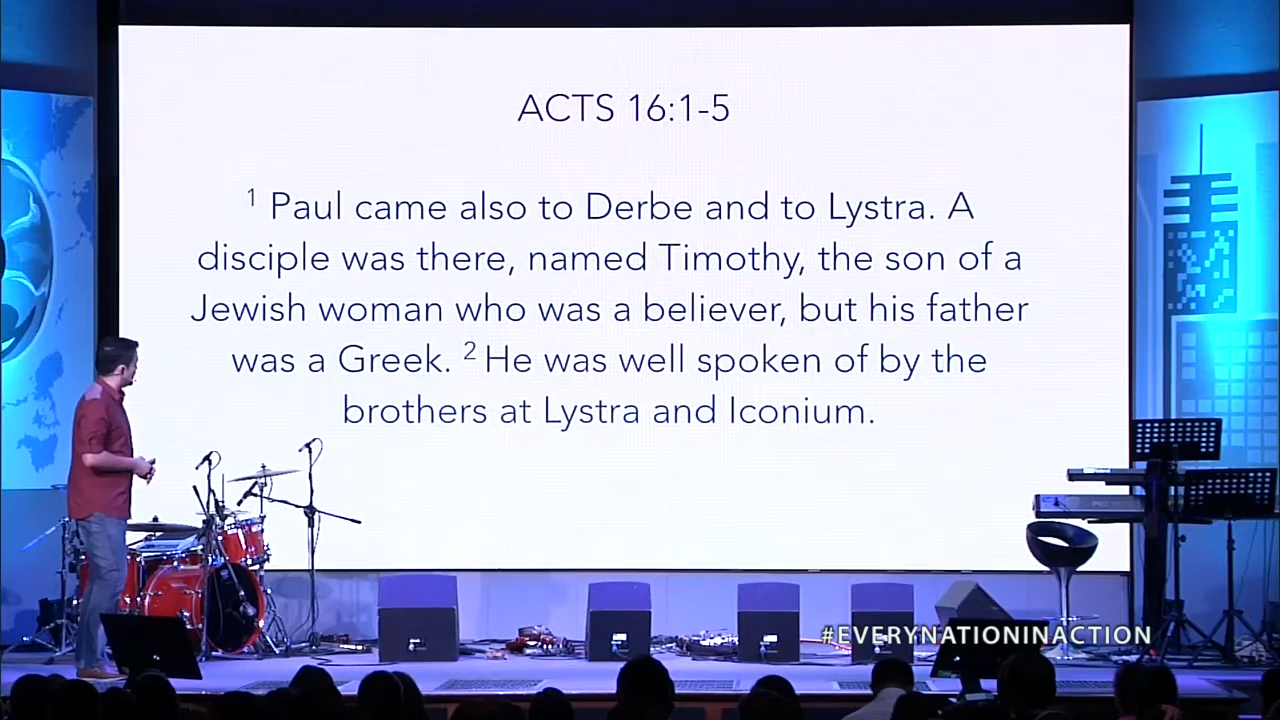 ACTS 16:1-5
1 Paul came also to Derbe and to Lystra. A
disciple was there, named Timothy, the son of a
Jewish woman who was a believer, but his father
was a Greek. 2 He was well spoken of by the
brothers at Lystra and Iconium.
#EVERYNATIONINACTION